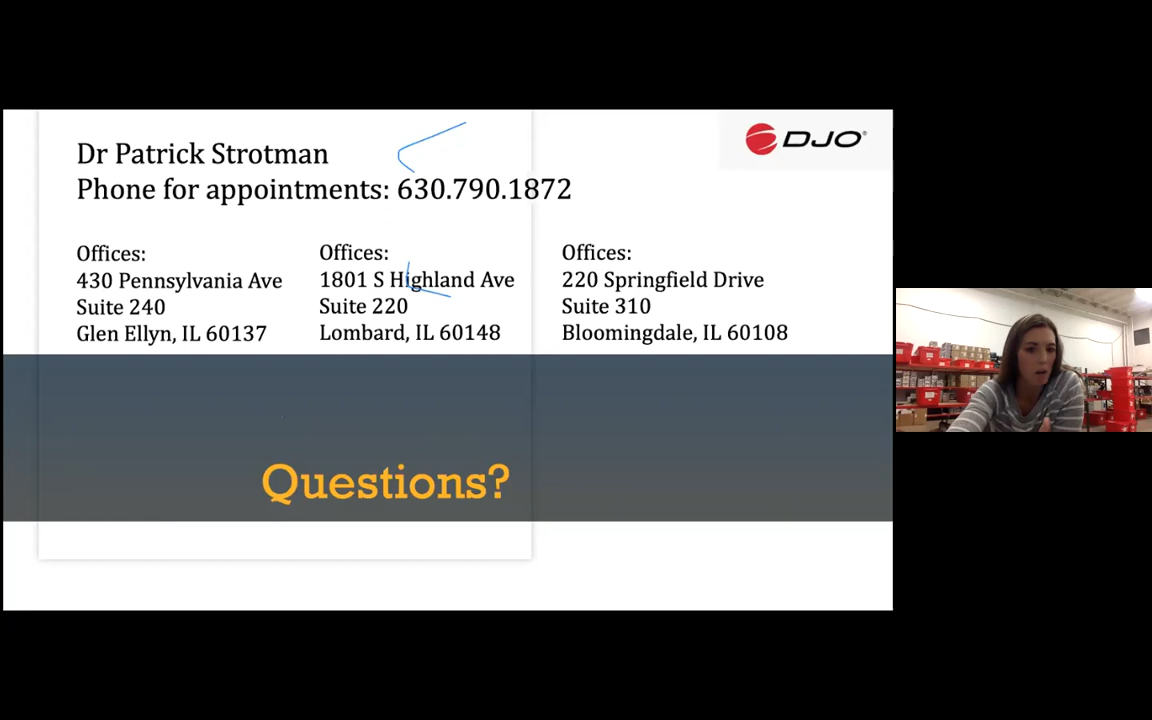 Dr Patrick Strotman
Phone for appointments: 630.790.1872
DJO®
Offices:
430 Pennsylvania Ave
Suite 240
Glen Ellyn, IL 60137
Offices:
1801 S Highland Ave
Suite 220
Lombard, IL 60148
Offices:
220 Springfield Drive
Suite 310
Bloomingdale, IL 60108
Questions?